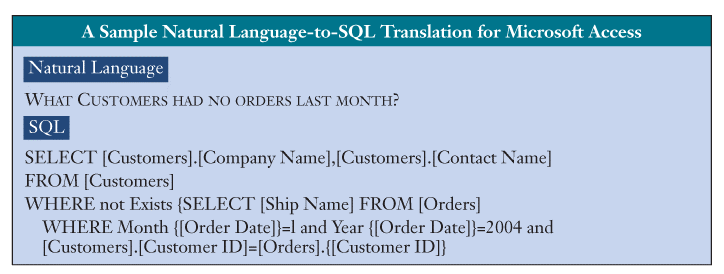 A Sample Natural Language-to-SQL Translation for Microsoft Access
Natural Language
WHAT CUSTOMERS HAD NO ORDERS LAST MONTH?
SQL
SELECT [Customers].[Company Name],[Customers].[Contact Name]
FROM [Customers]
WHERE not Exists {SELECT [Ship Name] FROM [Orders]
WHERE Month {[Order Date]}=l and Year {[Order Date]}=2004 and
[Customers].[Customer ID]=[Orders].{[Customer ID]}